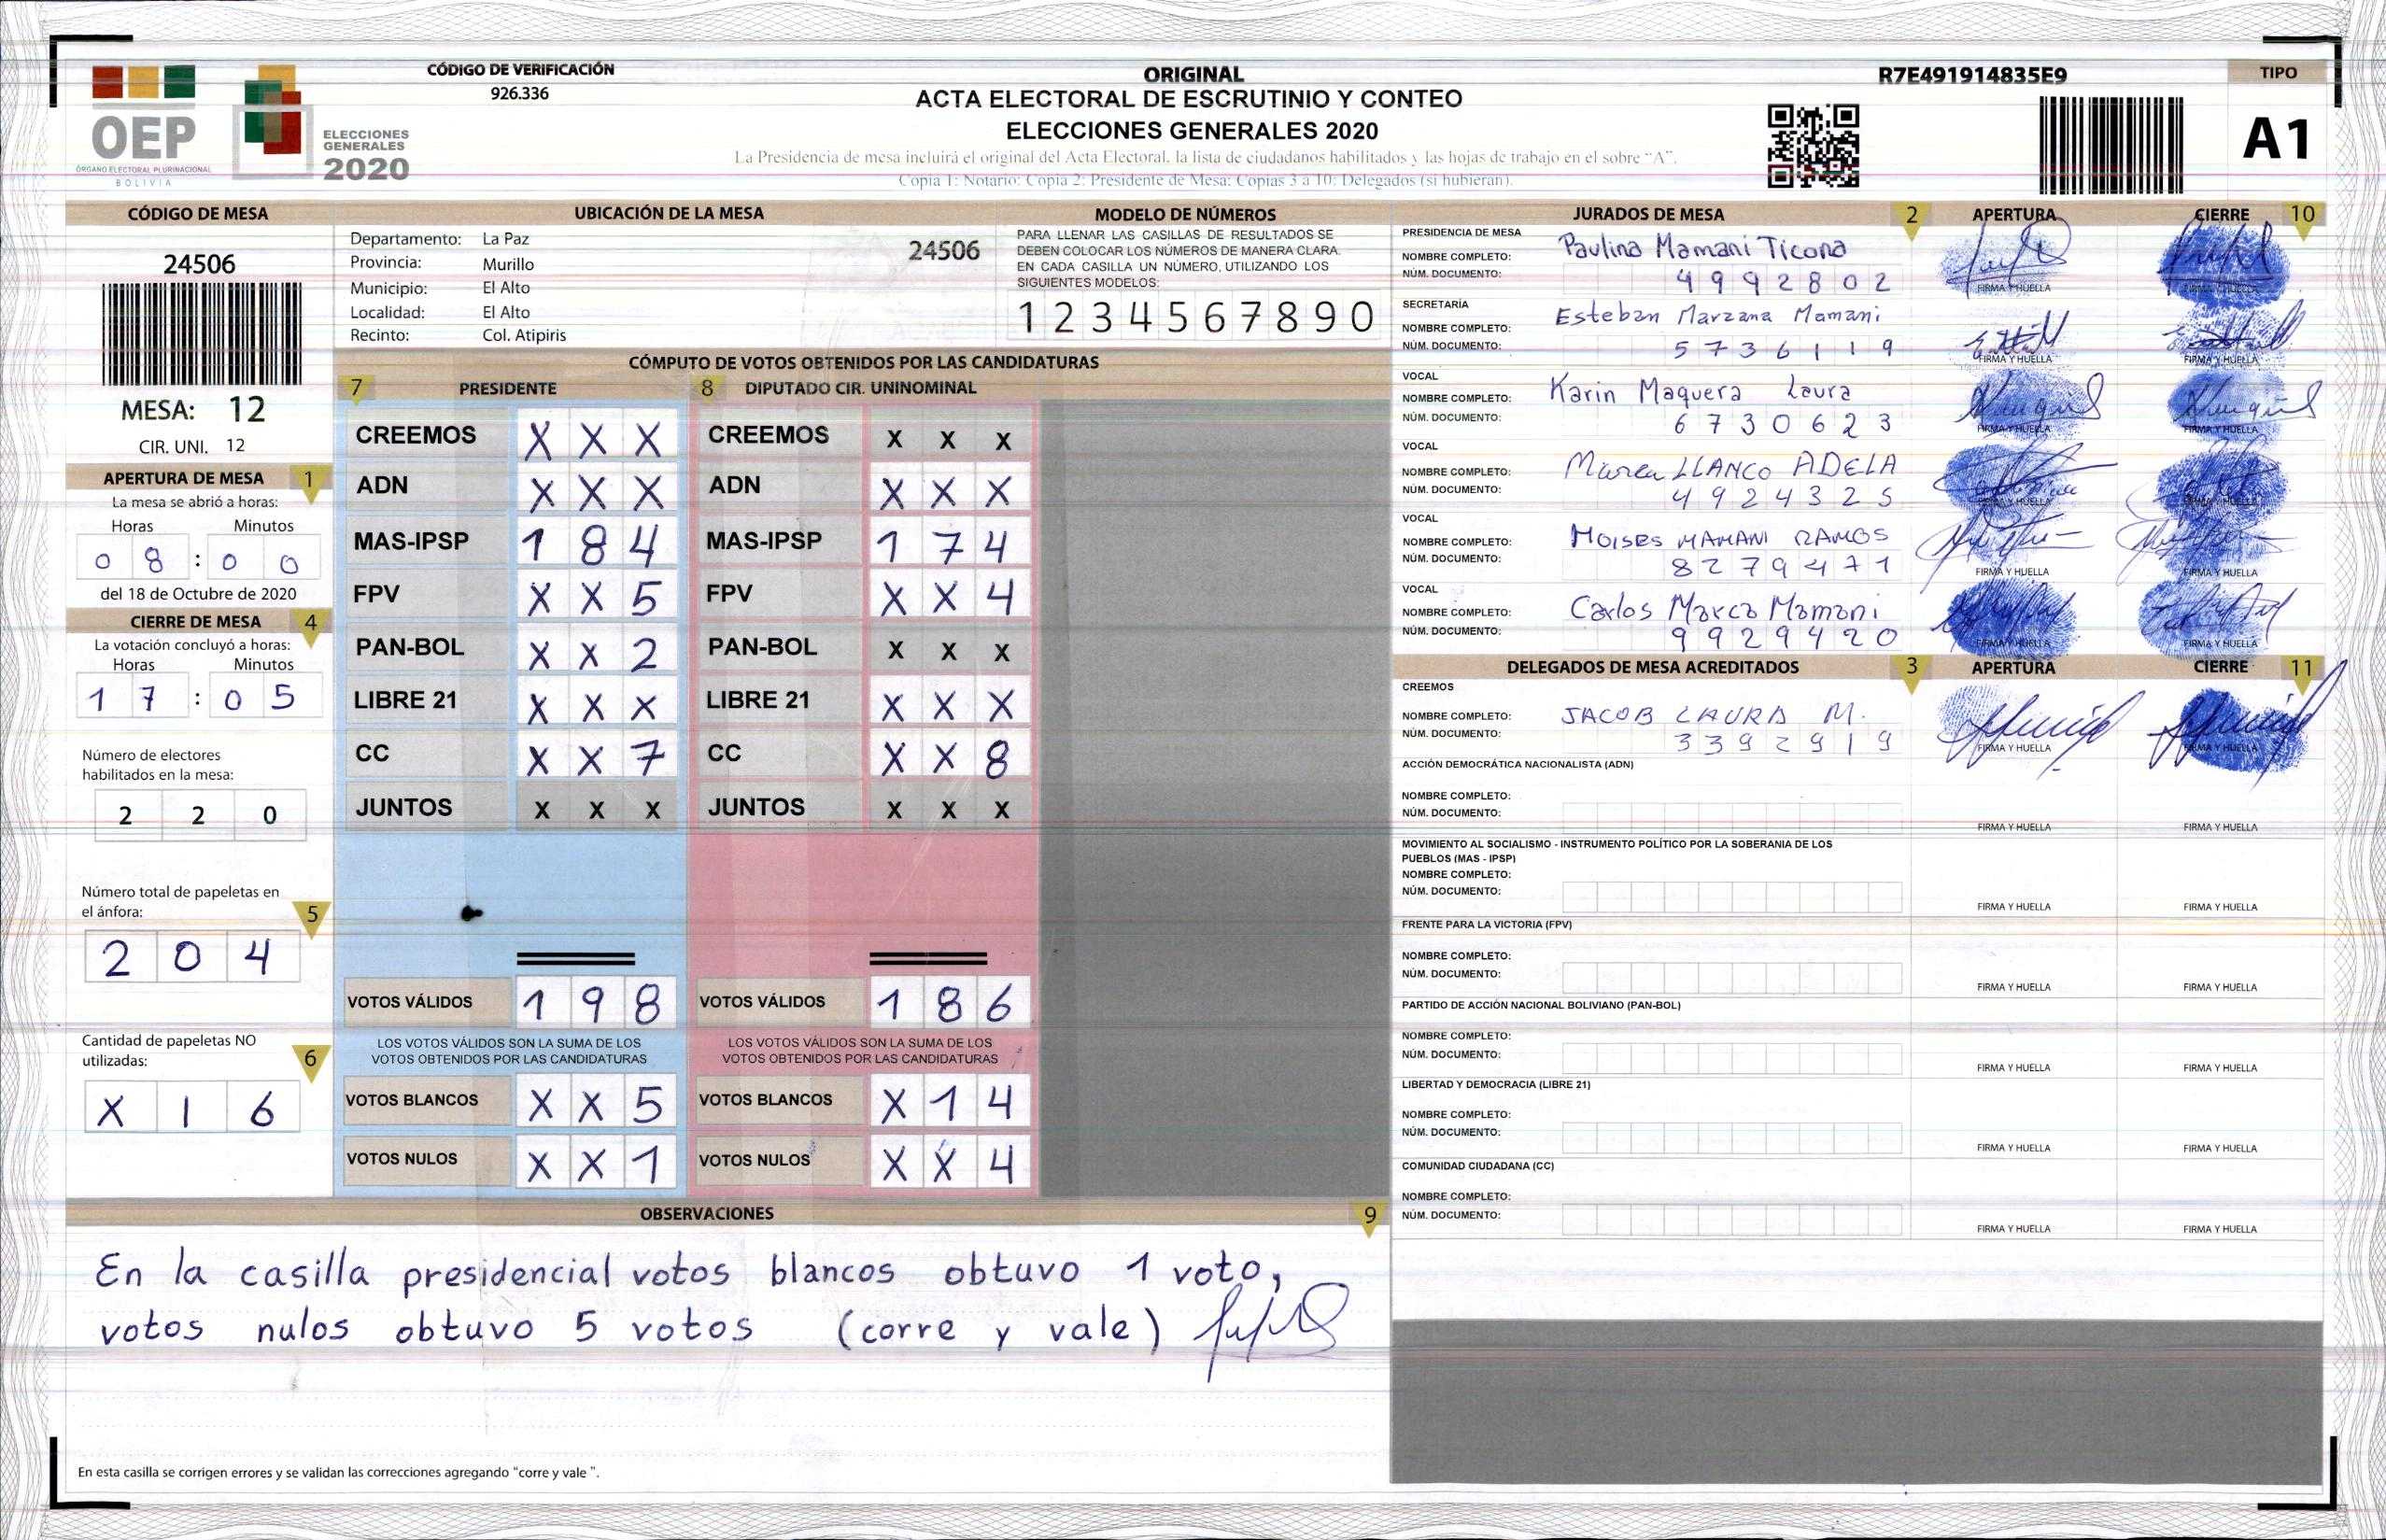 OEP
ÓRGANO ELECTORAL PLURINACIONAL
BOLIVIA
ELECCIONES
GENERALES
2020
CÓDIGO DE VERIFICACIÓN
926.336
ORIGINAL
ACTA ELECTORAL DE ESCRUTINIO Y CONTEO
ELECCIONES GENERALES 2020
La Presidencia de mesa incluirá el original del Acta Electoral, la lista de ciudadanos habilitados y las hojas de trabajo en el sobre "A".
Copia 1: Notario; Copia 2: Presidente de Mesa; Copias 3 a 10: Delegados (si hubieran).
R7E491914835E9
TIPO
A1
CÓDIGO DE MESA
24506
MESA: 12
CIR. UNI. 12
APERTURA DE MESA 1
La mesa se abrió a horas:
Horas Minutos
0 8 : 0 0
del 18 de Octubre de 2020
CIERRE DE MESA 4
La votación concluyó a horas:
Horas Minutos
1 7 : 0 5
Número de electores
habilitados en la mesa:
2 2 0
Número total de papeletas en
el ánfora: 5
2 0 4
Cantidad de papeletas NO
utilizadas: 6
X 1 6
UBICACIÓN DE LA MESA
Departamento: La Paz
Provincia: Murillo
Municipio: El Alto
Localidad: El Alto
Recinto: Col. Atipiris
24506
MODELO DE NÚMEROS
PARA LLENAR LAS CASILLAS DE RESULTADOS SE
DEBEN COLOCAR LOS NÚMEROS DE MANERA CLARA.
EN CADA CASILLA UN NÚMERO, UTILIZANDO LOS
SIGUIENTES MODELOS:
1 2 3 4 5 6 7 8 9 0
CÓMPUTO DE VOTOS OBTENIDOS POR LAS CANDIDATURAS
7 PRESIDENTE 8 DIPUTADO CIR. UNINOMINAL
CREEMOS X X X CREEMOS X X X
ADN X X X ADN X X X
MAS-IPSP 1 8 4 MAS-IPSP 1 7 4
FPV X X 5 FPV X X 4
PAN-BOL X X 2 PAN-BOL X X X
LIBRE 21 X X X LIBRE 21 X X X
CC X X 7 CC X X 8
JUNTOS X X X JUNTOS X X X
VOTOS VÁLIDOS 1 9 8 VOTOS VÁLIDOS 1 8 6
LOS VOTOS VÁLIDOS SON LA SUMA DE LOS LOS VOTOS VÁLIDOS SON LA SUMA DE LOS
VOTOS OBTENIDOS POR LAS CANDIDATURAS VOTOS OBTENIDOS POR LAS CANDIDATURAS
VOTOS BLANCOS X X 5 VOTOS BLANCOS X 1 4
VOTOS NULOS X X 1 VOTOS NULOS X X 4
JURADOS DE MESA 2 APERTURA CIERRE 10
PRESIDENCIA DE MESA
NOMBRE COMPLETO: Paulina Mamani Ticona
NÚM. DOCUMENTO: 4 9 9 2 8 0 2 FIRMA Y HUELLA FIRMA Y HUELLA
SECRETARÍA
NOMBRE COMPLETO: Esteban Marzana Mamani
NÚM. DOCUMENTO: 5 7 3 6 1 1 9 FIRMA Y HUELLA FIRMA Y HUELLA
VOCAL
NOMBRE COMPLETO: Karin Maquera Laura
NÚM. DOCUMENTO: 6 7 3 0 6 2 3 FIRMA Y HUELLA FIRMA Y HUELLA
VOCAL
NOMBRE COMPLETO: LLANCO ADELA
NÚM. DOCUMENTO: 4 9 2 4 3 2 5 FIRMA Y HUELLA FIRMA Y HUELLA
VOCAL
NOMBRE COMPLETO: MOISES MAMANI RAMOS
NÚM. DOCUMENTO: 8 2 7 9 4 7 1 FIRMA Y HUELLA FIRMA Y HUELLA
VOCAL
NOMBRE COMPLETO: Carlos Marca Mamani
NÚM. DOCUMENTO: 9 9 2 9 4 2 0 FIRMA Y HUELLA FIRMA Y HUELLA
DELEGADOS DE MESA ACREDITADOS 3 APERTURA CIERRE 11
CREEMOS
NOMBRE COMPLETO: JACOB LAURA M.
NÚM. DOCUMENTO: 3 3 9 2 9 1 9 FIRMA Y HUELLA FIRMA Y HUELLA
ACCIÓN DEMOCRÁTICA NACIONALISTA (ADN)
NOMBRE COMPLETO:
NÚM. DOCUMENTO: FIRMA Y HUELLA FIRMA Y HUELLA
MOVIMIENTO AL SOCIALISMO - INSTRUMENTO POLÍTICO POR LA SOBERANIA DE LOS
PUEBLOS (MAS - IPSP)
NOMBRE COMPLETO:
NÚM. DOCUMENTO: FIRMA Y HUELLA FIRMA Y HUELLA
FRENTE PARA LA VICTORIA (FPV)
NOMBRE COMPLETO:
NÚM. DOCUMENTO: FIRMA Y HUELLA FIRMA Y HUELLA
PARTIDO DE ACCIÓN NACIONAL BOLIVIANO (PAN-BOL)
NOMBRE COMPLETO:
NÚM. DOCUMENTO: FIRMA Y HUELLA FIRMA Y HUELLA
LIBERTAD Y DEMOCRACIA (LIBRE 21)
NOMBRE COMPLETO:
NÚM. DOCUMENTO: FIRMA Y HUELLA FIRMA Y HUELLA
COMUNIDAD CIUDADANA (CC)
NOMBRE COMPLETO:
NÚM. DOCUMENTO: FIRMA Y HUELLA FIRMA Y HUELLA
OBSERVACIONES 9
En la casilla presidencial votos blancos obtuvo 1 voto,
votos nulos obtuvo 5 votos (corre y vale)
En esta casilla se corrigen errores y se validan las correcciones agregando "corre y vale".